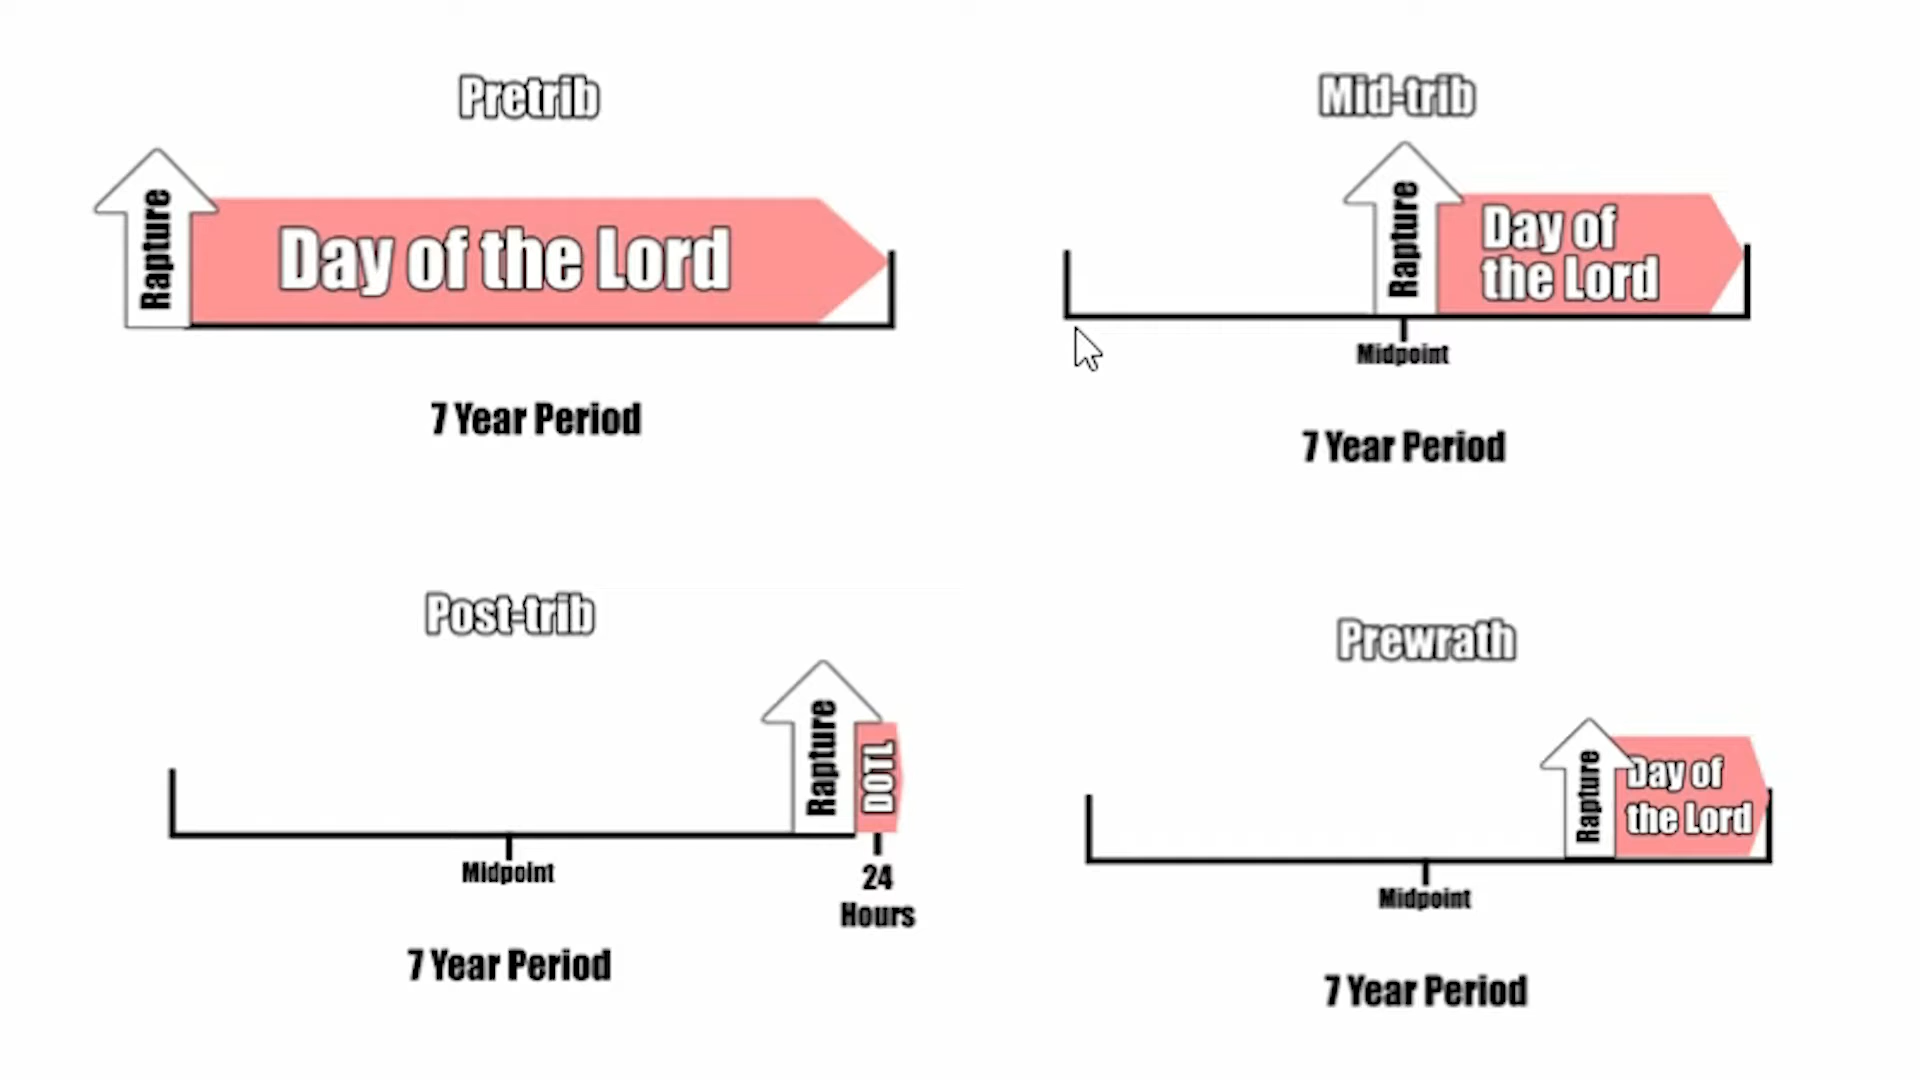 Pretrib
Rapture
Day of the Lord
7 Year Period
Mid-trib
Rapture
Day of
the Lord
Midpoint
7 Year Period
Post-trib
Rapture
DOTL
Midpoint
24
Hours
7 Year Period
Prewrath
Rapture
Day of
the Lord
Midpoint
7 Year Period